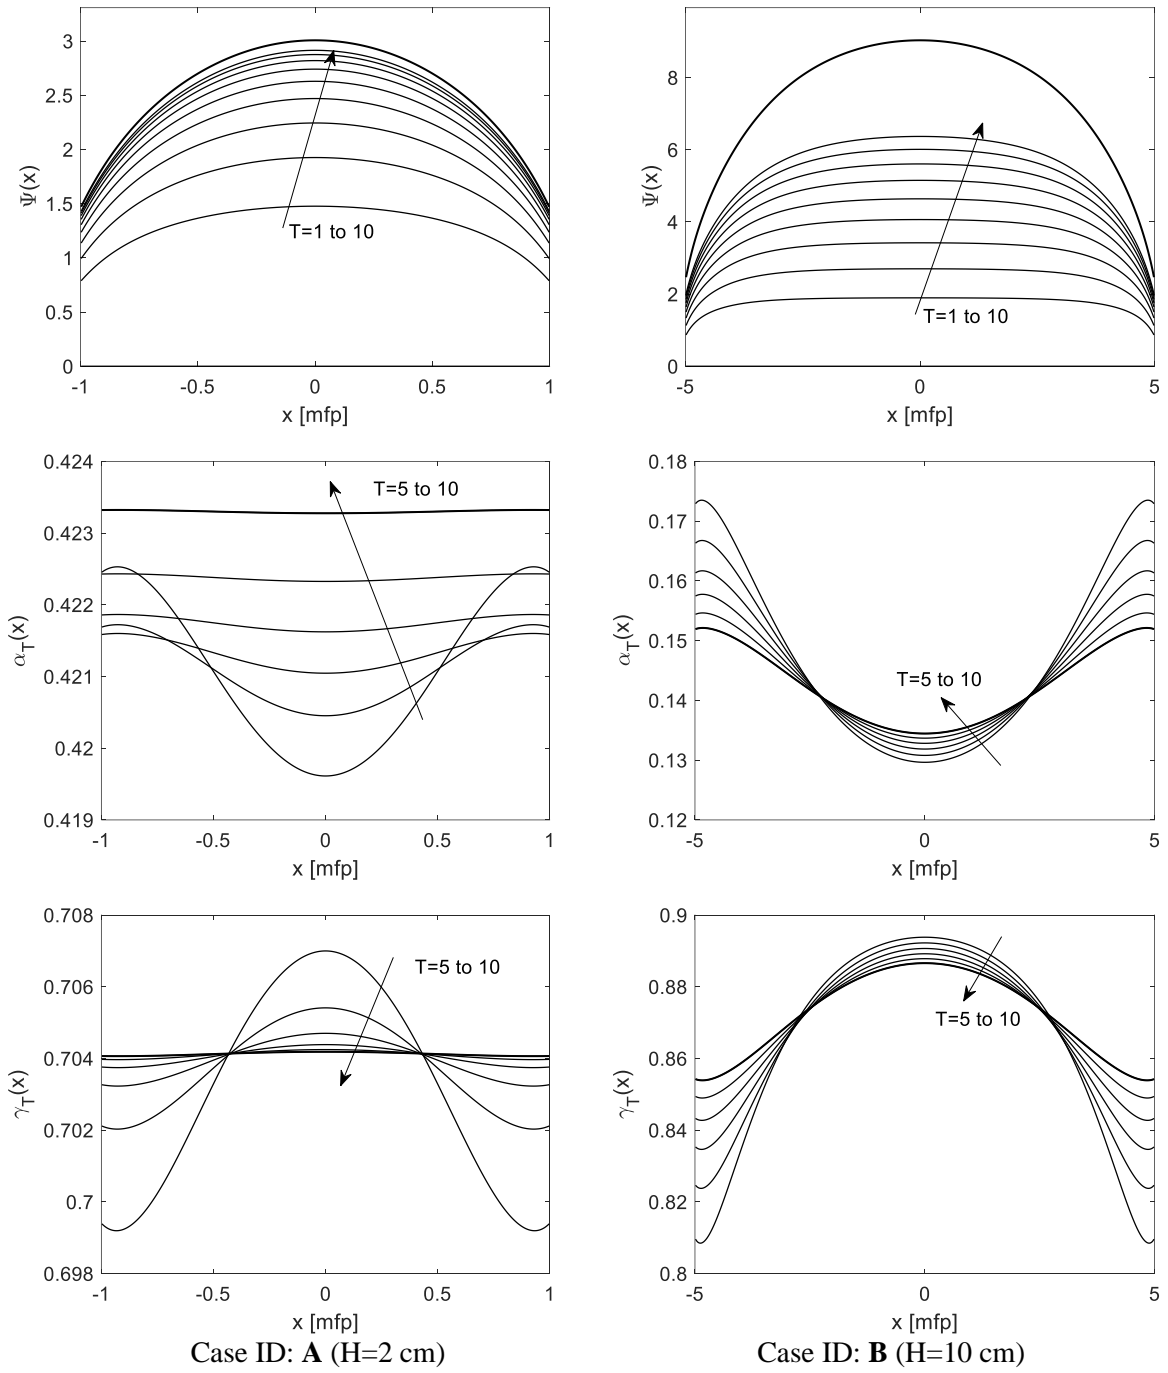 3
2.5
2
1.5
1
0.5
0
Ψ(x)
T=1 to 10
-1 -0.5 0 0.5 1
x [mfp]
8
6
4
2
0
Ψ(x)
T=1 to 10
-5 0 5
x [mfp]
0.424
0.423
0.422
0.421
0.42
0.419
α_T(x)
T=5 to 10
-1 -0.5 0 0.5 1
x [mfp]
0.18
0.17
0.16
0.15
0.14
0.13
0.12
α_T(x)
T=5 to 10
-5 0 5
x [mfp]
0.708
0.706
0.704
0.702
0.7
0.698
γ_T(x)
T=5 to 10
-1 -0.5 0 0.5 1
x [mfp]
0.9
0.88
0.86
0.84
0.82
0.8
γ_T(x)
T=5 to 10
-5 0 5
x [mfp]
Case ID: A (H=2 cm)
Case ID: B (H=10 cm)